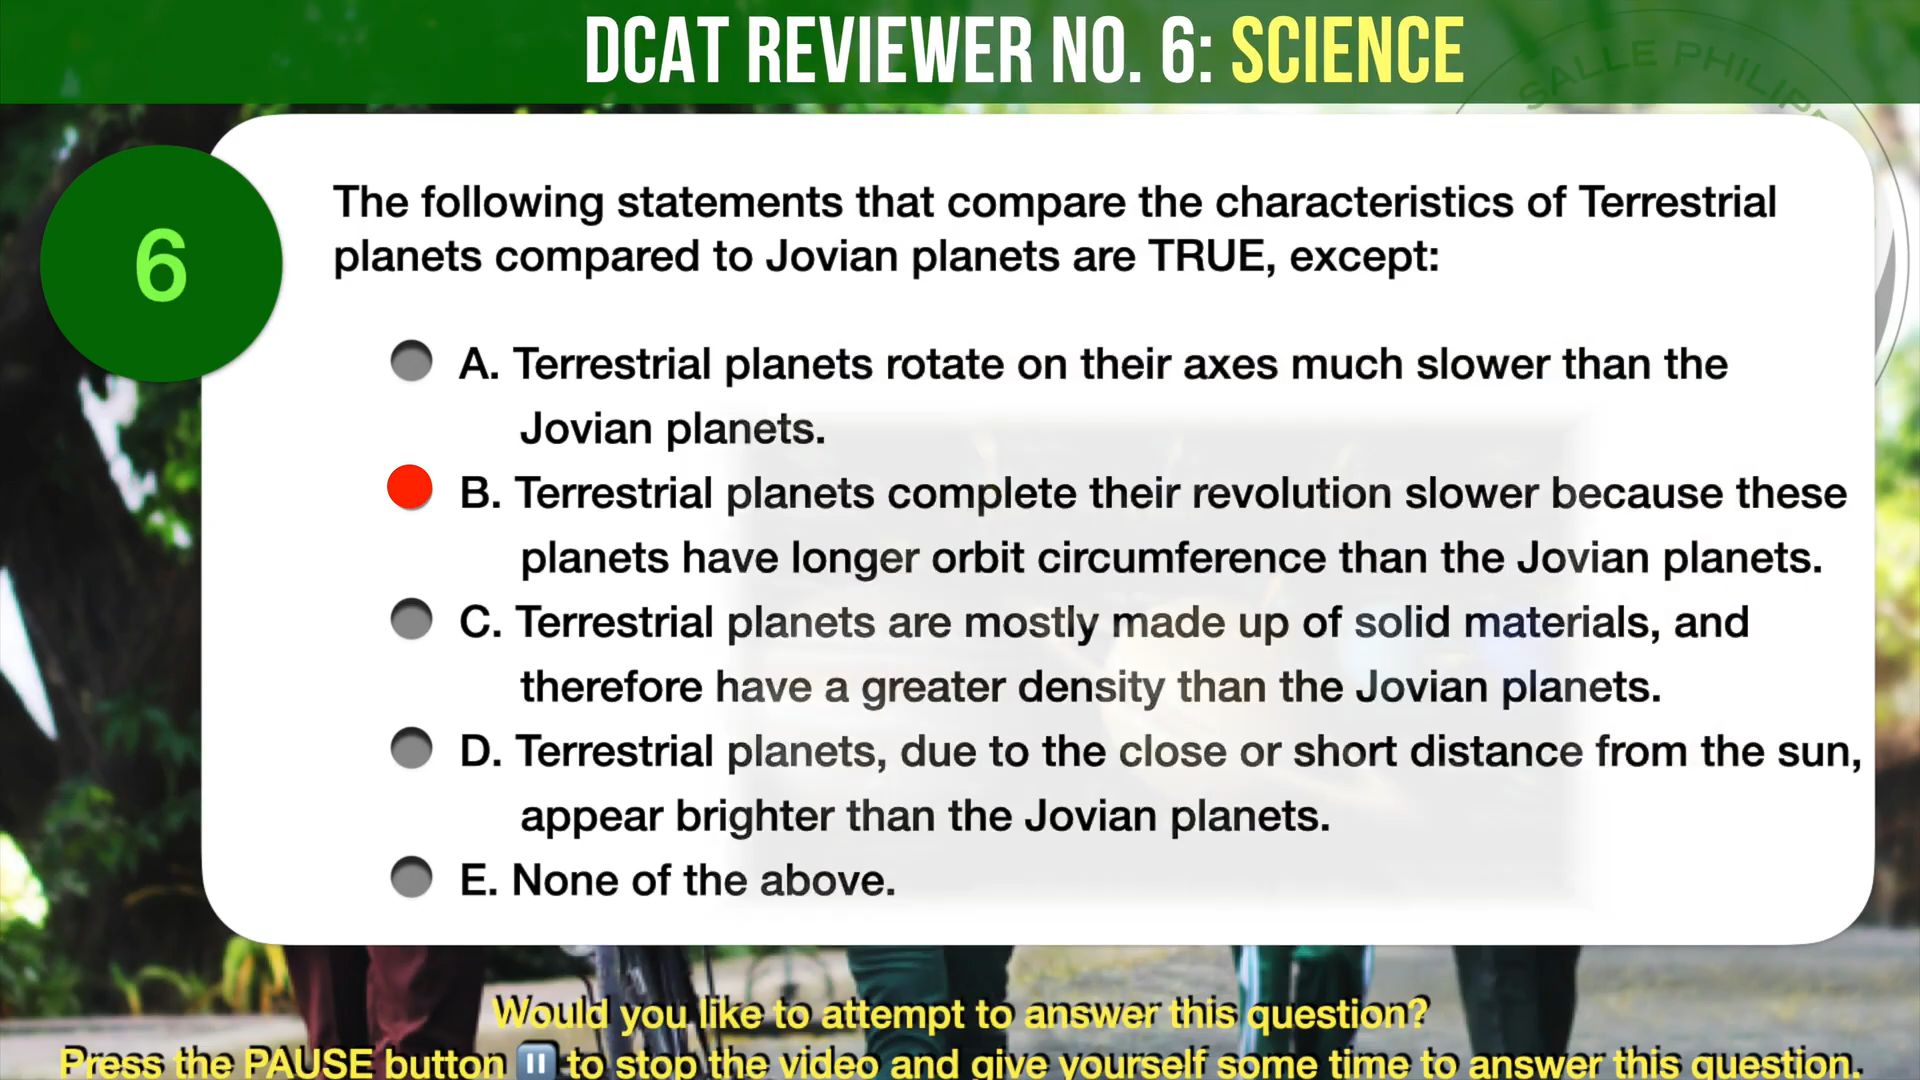 DCAT REVIEWER NO. 6: SCIENCE
SALLE PHILIP
6
The following statements that compare the characteristics of Terrestrial
planets compared to Jovian planets are TRUE, except:
A. Terrestrial planets rotate on their axes much slower than the
Jovian planets.
B. Terrestrial planets complete their revolution slower because these
planets have longer orbit circumference than the Jovian planets.
C. Terrestrial planets are mostly made up of solid materials, and
therefore have a greater density than the Jovian planets.
D. Terrestrial planets, due to the close or short distance from the sun,
appear brighter than the Jovian planets.
E. None of the above.
Would you like to attempt to answer this question?
Press the PAUSE button ⏸ to stop the video and give yourself some time to answer this question.